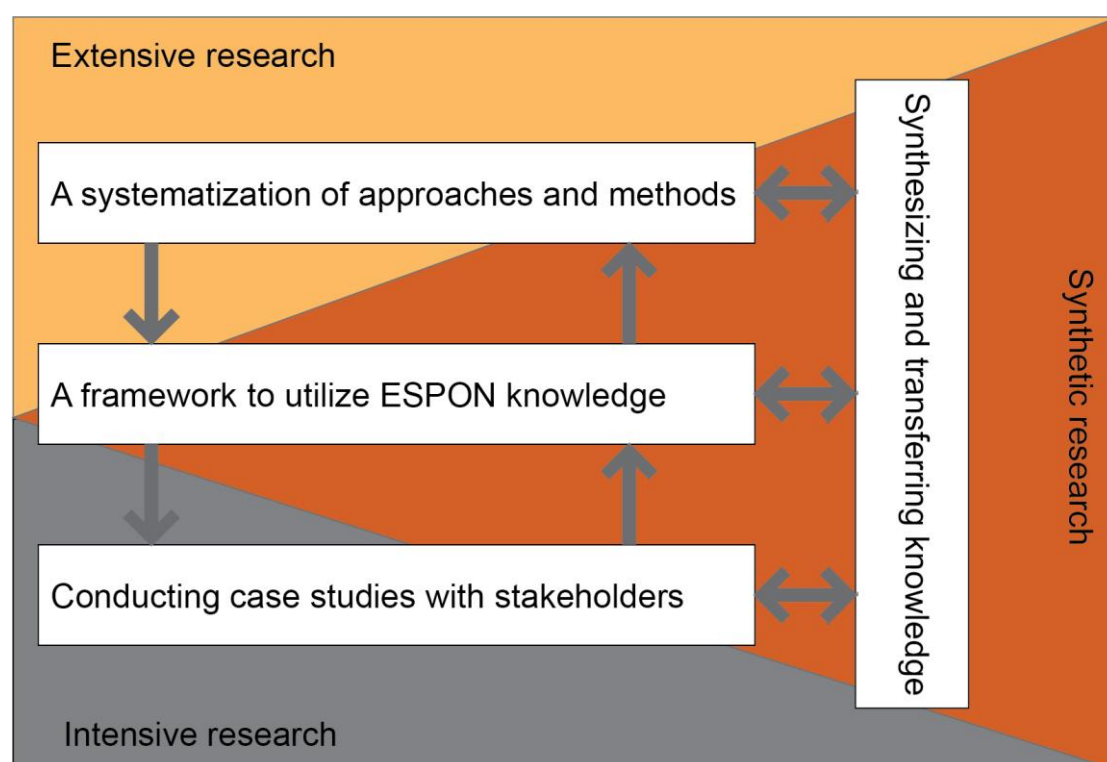 Extensive research
A systematization of approaches and methods
A framework to utilize ESPON knowledge
Conducting case studies with stakeholders
Intensive research
Synthesizing and transferring knowledge
Synthetic research